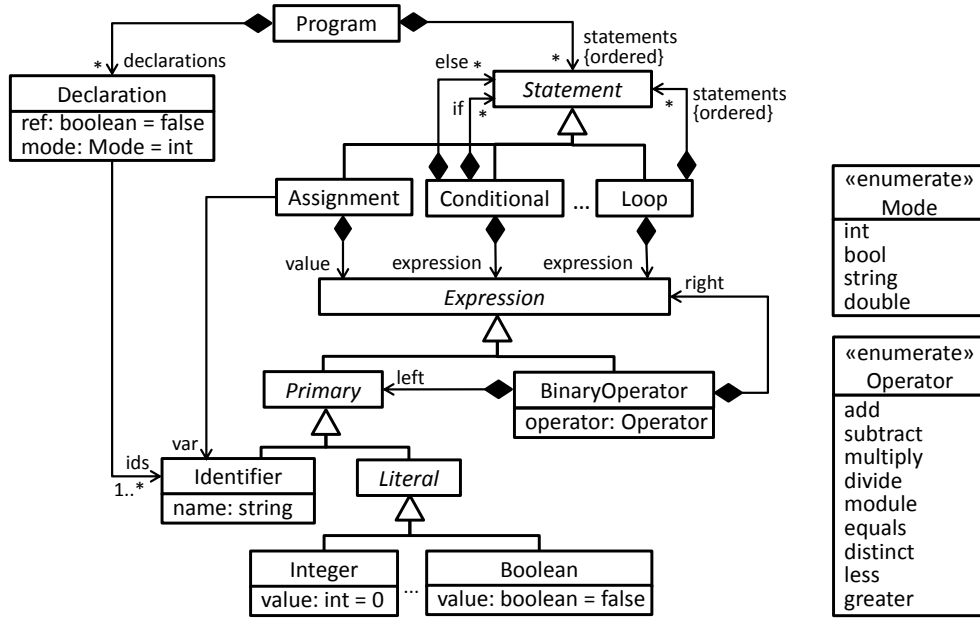 Program
* declarations
statements
* {ordered}
Declaration
ref: boolean = false
mode: Mode = int
else *
if *
Statement
* statements
{ordered}
Assignment
Conditional
...
Loop
value
expression
expression
Expression
right
Primary
left
BinaryOperator
operator: Operator
var
ids
1..*
Identifier
name: string
Literal
Integer
value: int = 0
...
Boolean
value: boolean = false
«enumerate»
Mode
int
bool
string
double
«enumerate»
Operator
add
subtract
multiply
divide
module
equals
distinct
less
greater